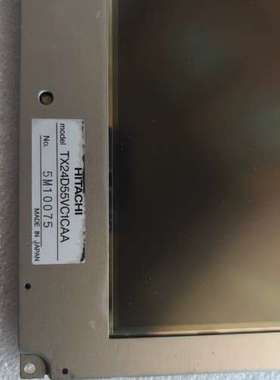 HITACHI
model TX24D55VC1CAA
No. 5M10075
MADE IN JAPAN